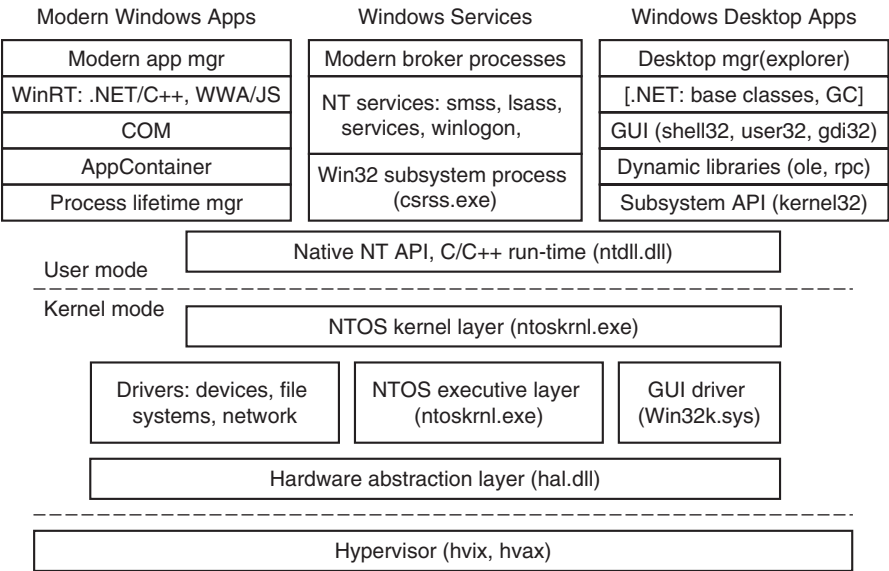 Modern Windows Apps
Modern app mgr
WinRT: .NET/C++, WWA/JS
COM
AppContainer
Process lifetime mgr
Windows Services
Modern broker processes
NT services: smss, lsass,
services, winlogon,
Win32 subsystem process
(csrss.exe)
Windows Desktop Apps
Desktop mgr(explorer)
[.NET: base classes, GC]
GUI (shell32, user32, gdi32)
Dynamic libraries (ole, rpc)
Subsystem API (kernel32)
Native NT API, C/C++ run-time (ntdll.dll)
User mode
Kernel mode
NTOS kernel layer (ntoskrnl.exe)
Drivers: devices, file
systems, network
NTOS executive layer
(ntoskrnl.exe)
GUI driver
(Win32k.sys)
Hardware abstraction layer (hal.dll)
Hypervisor (hvix, hvax)